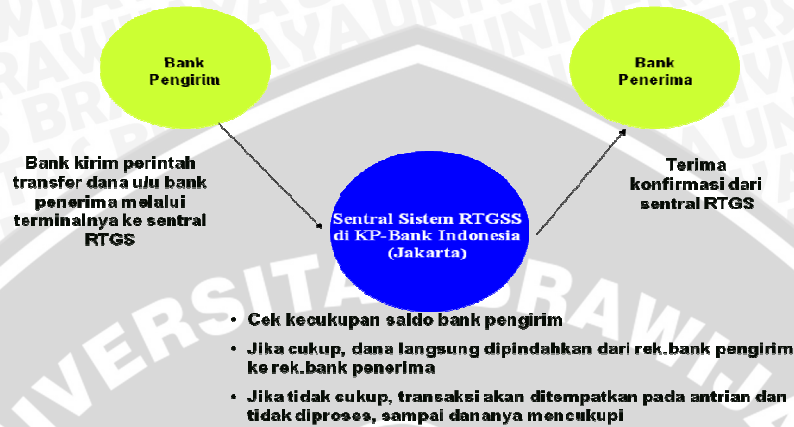 Bank
Pengirim
Bank
Penerima
Bank kirim perintah
transfer dana u/u bank
penerima melalui
terminalnya ke sentral
RTGS
Terima
konfirmasi dari
sentral RTGS
Sentral Sistem RTGSS
di KP-Bank Indonesia
(Jakarta)
• Cek kecukupan saldo bank pengirim
• Jika cukup, dana langsung dipindahkan dari rek.bank pengirim
ke rek.bank penerima
• Jika tidak cukup, transaksi akan ditempatkan pada antrian dan
tidak diproses, sampai dananya mencukupi